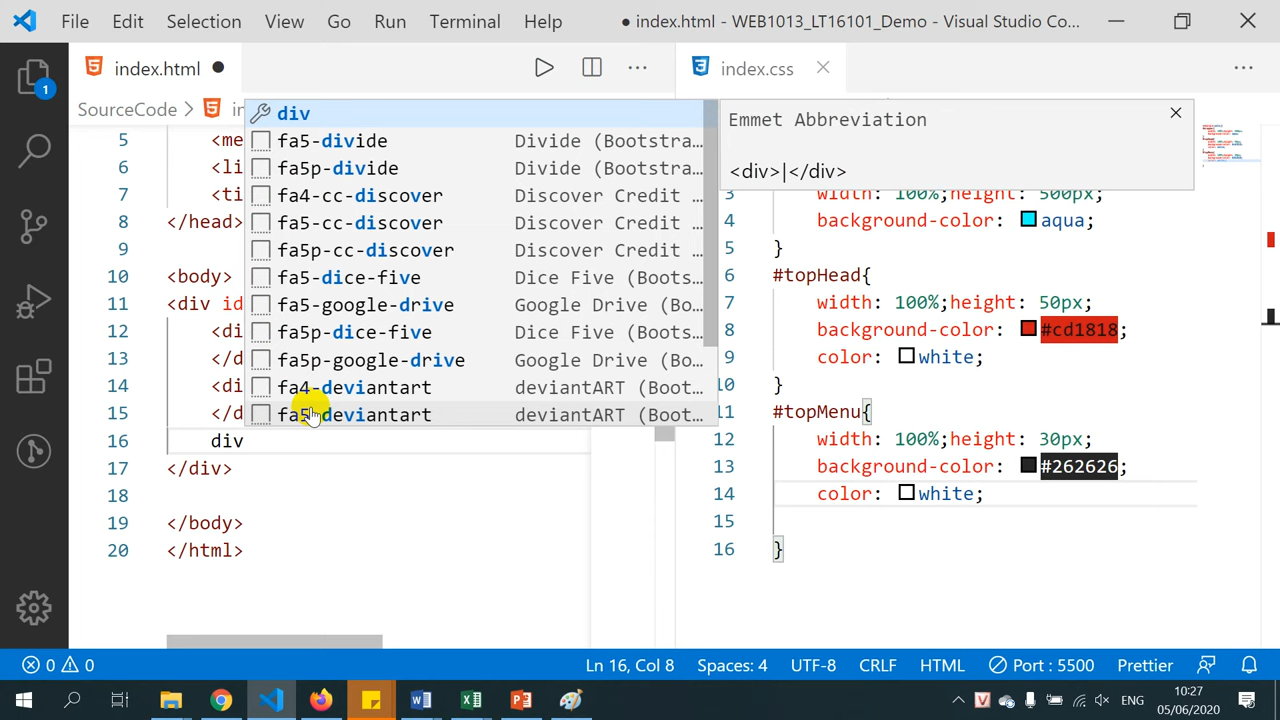 File Edit Selection View Go Run Terminal Help ● index.html - WEB1013_LT16101_Demo - Visual Studio Co...
index.html
index.css
SourceCode > in
1
5 <me
6 <li
7 <ti
8 </head>
9
10 <body>
11 <div id
12 <di
13 </d
14 <di
15 </d
16 div
17 </div>
18
19 </body>
20 </html>
div
fa5-divide Divide (Bootstra...
fa5p-divide Divide (Bootstra...
fa4-cc-discover Discover Credit ...
fa5-cc-discover Discover Credit ...
fa5p-cc-discover Discover Credit ...
fa5-dice-five Dice Five (Boots...
fa5-google-drive Google Drive (Bo...
fa5p-dice-five Dice Five (Boots...
fa5p-google-drive Google Drive (Bo...
fa4-deviantart deviantART (Boot...
fa5-deviantart deviantART (Boot...
Emmet Abbreviation
<div>|</div>
3 width: 100%;height: 500px;
4 background-color: aqua;
5 }
6 #topHead{
7 width: 100%;height: 50px;
8 background-color: #cd1818;
9 color: white;
10 }
11 #topMenu{
12 width: 100%;height: 30px;
13 background-color: #262626;
14 color: white;
15
16 }
0 0 Ln 16, Col 8 Spaces: 4 UTF-8 CRLF HTML Port : 5500 Prettier
ENG
10:27
05/06/2020